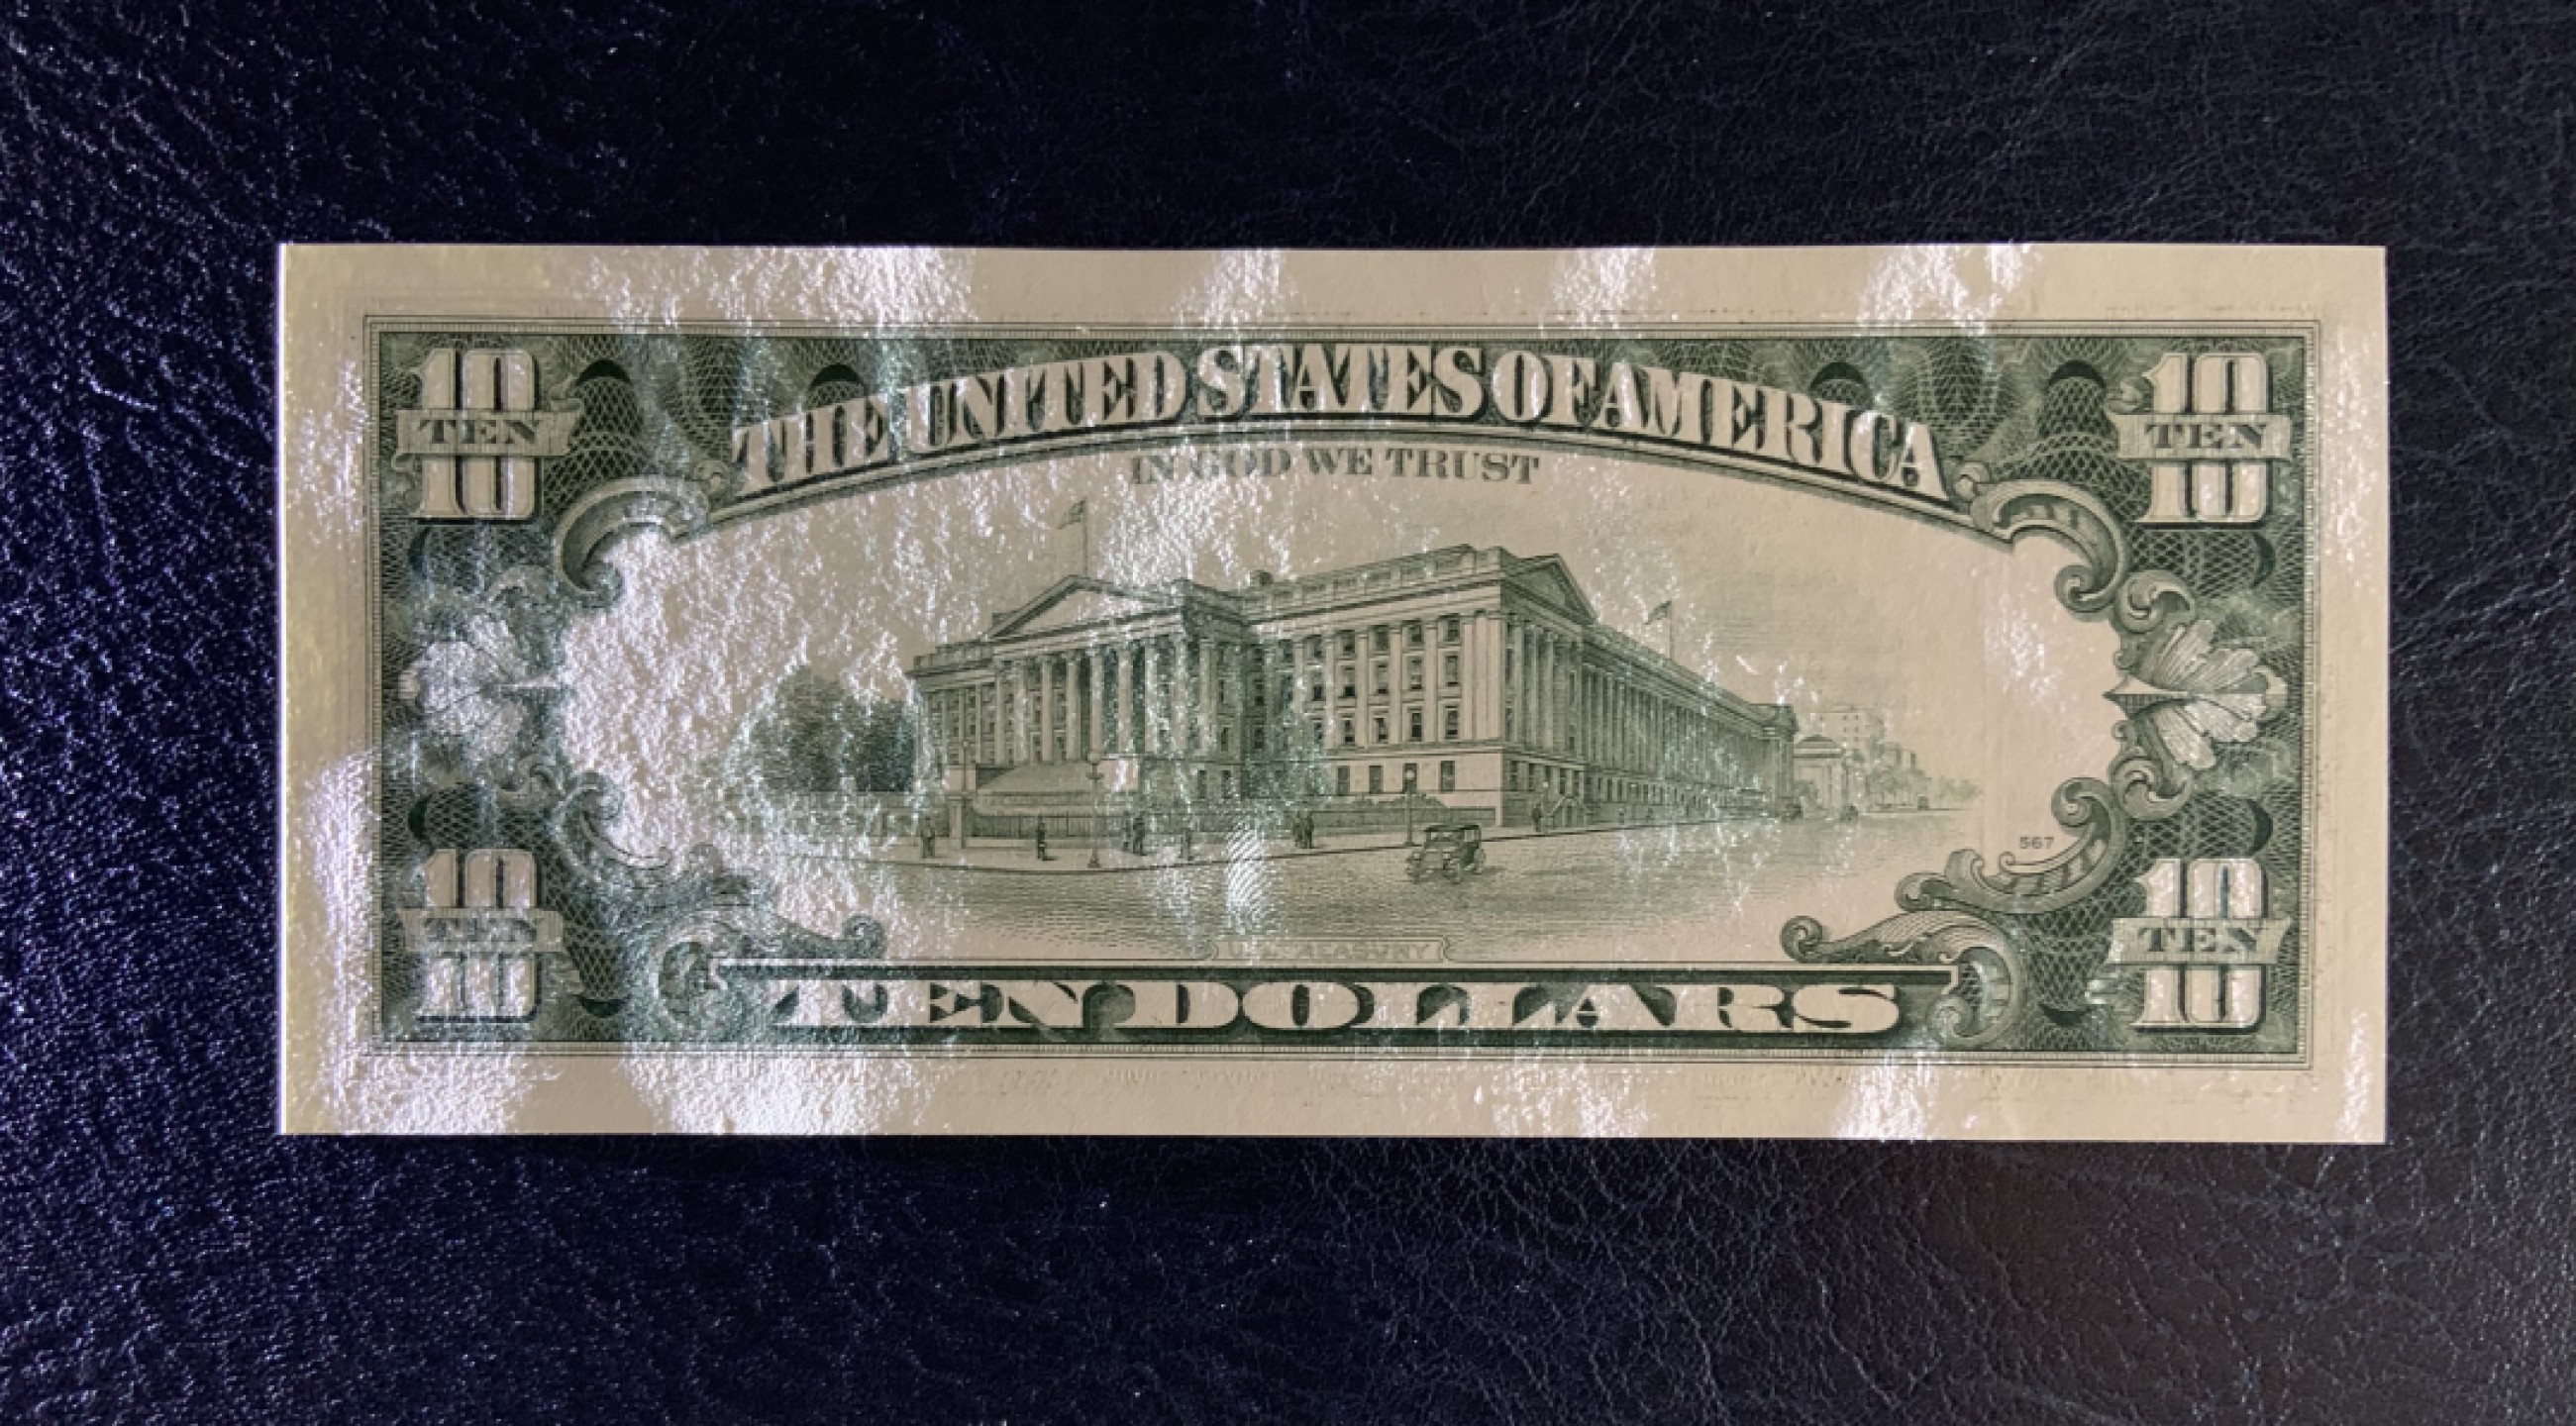 10 TEN 10
THE UNITED STATES OF AMERICA
10 TEN 10
IN GOD WE TRUST
567
10 TEN 10
TEN DOLLARS
10 TEN 10